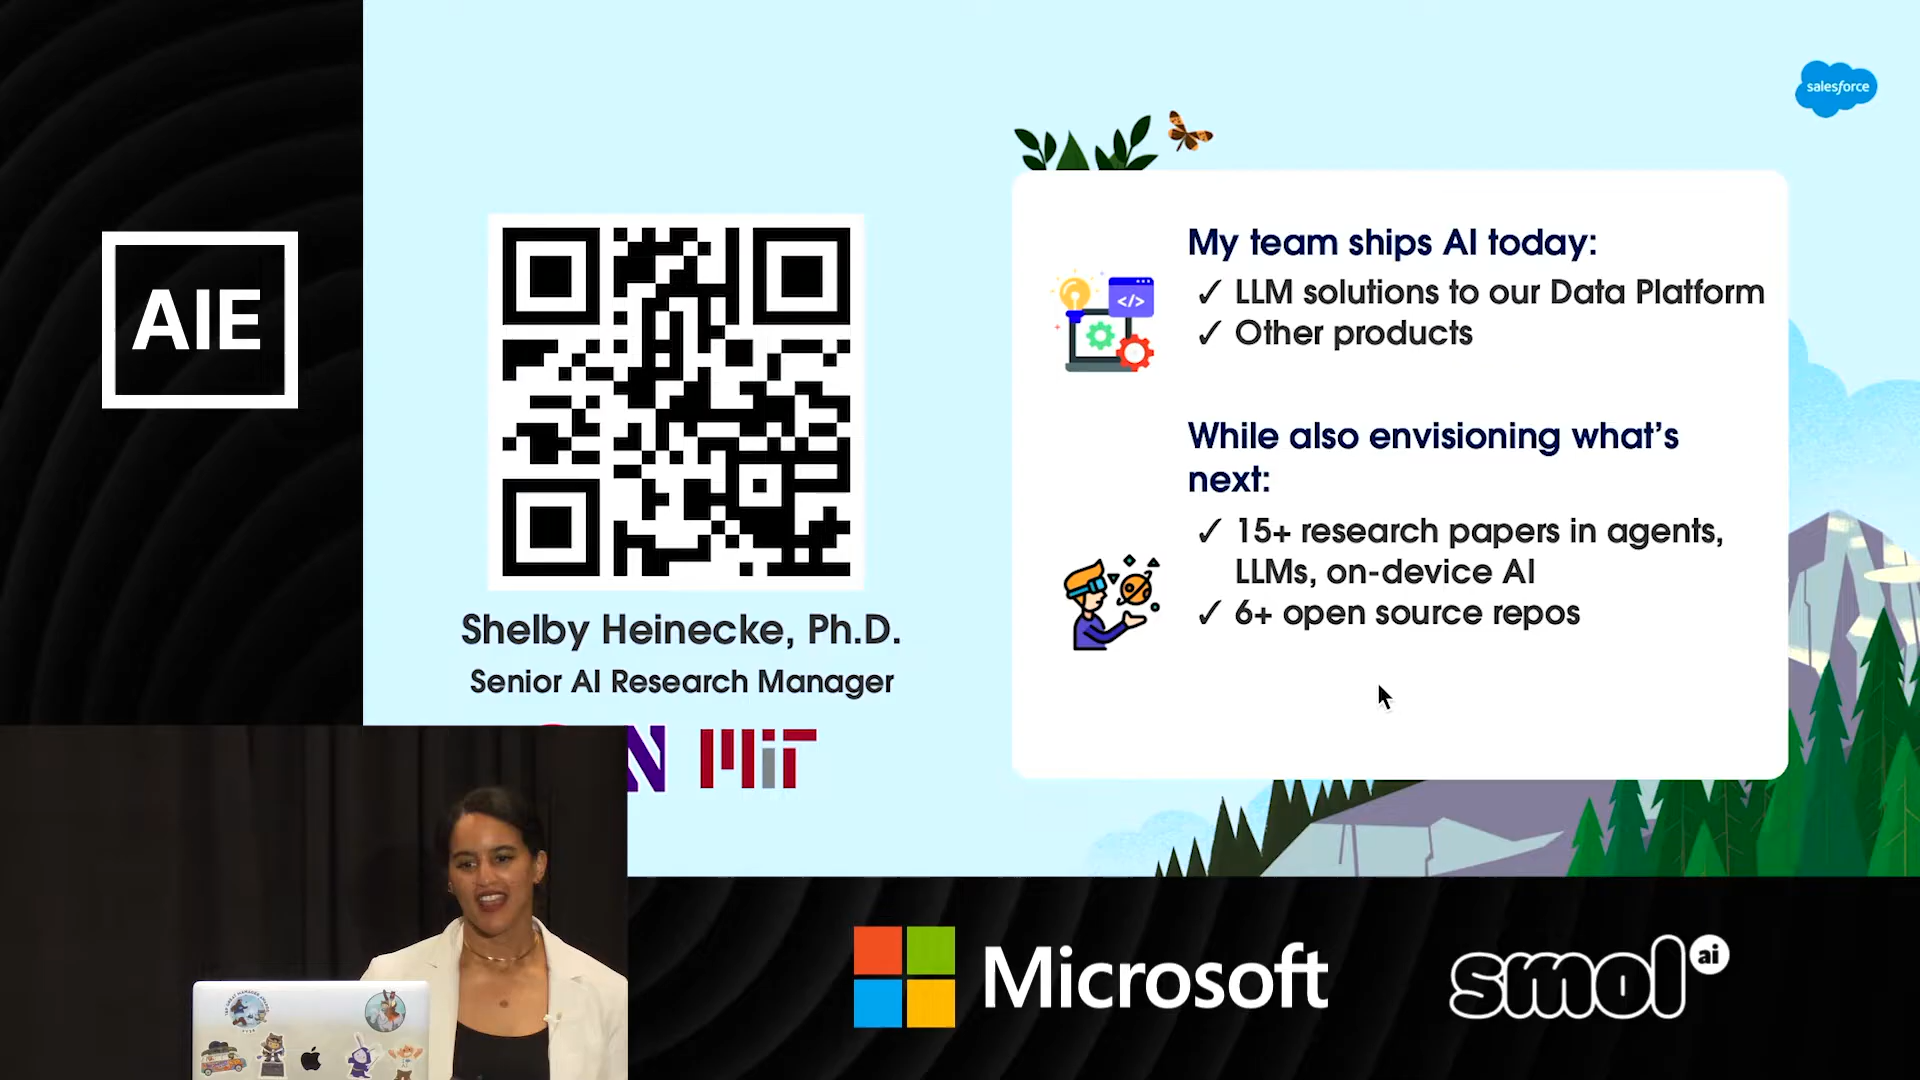 salesforce
AIE
My team ships AI today:
✓ LLM solutions to our Data Platform
✓ Other products
</>
While also envisioning what's
next:
✓ 15+ research papers in agents,
LLMs, on-device AI
✓ 6+ open source repos
Shelby Heinecke, Ph.D.
Senior AI Research Manager
N MIT
Microsoft
smol ai